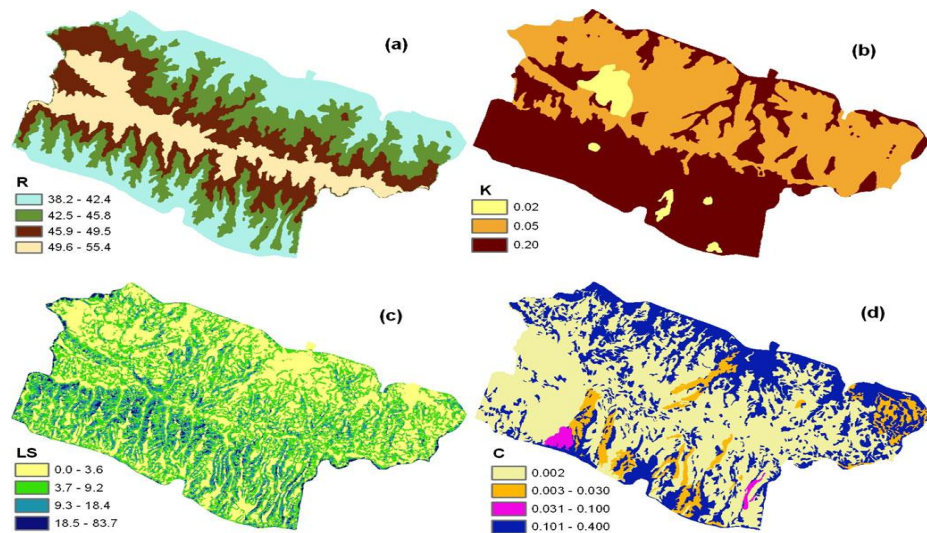 (a)
R
38.2 - 42.4
42.5 - 45.8
45.9 - 49.5
49.6 - 55.4
(b)
K
0.02
0.05
0.20
(c)
LS
0.0 - 3.6
3.7 - 9.2
9.3 - 18.4
18.5 - 83.7
(d)
C
0.002
0.003 - 0.030
0.031 - 0.100
0.101 - 0.400